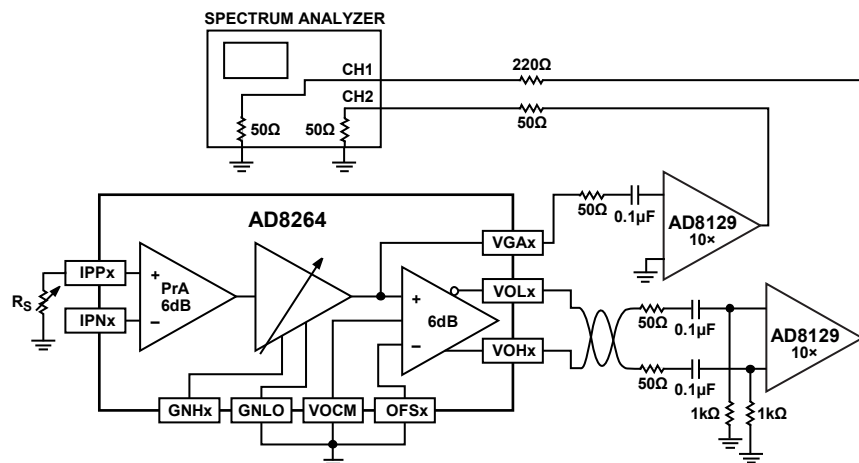 SPECTRUM ANALYZER
CH1
220Ω
CH2
50Ω
50Ω
50Ω
AD8264
VGAx
50Ω
0.1µF
AD8129
10×
IPPx
+
PrA
6dB
–
RS
IPNx
+
6dB
–
VOLx
VOHx
50Ω
0.1µF
AD8129
10×
50Ω
0.1µF
1kΩ
1kΩ
GNHx
GNLO
VOCM
OFSx